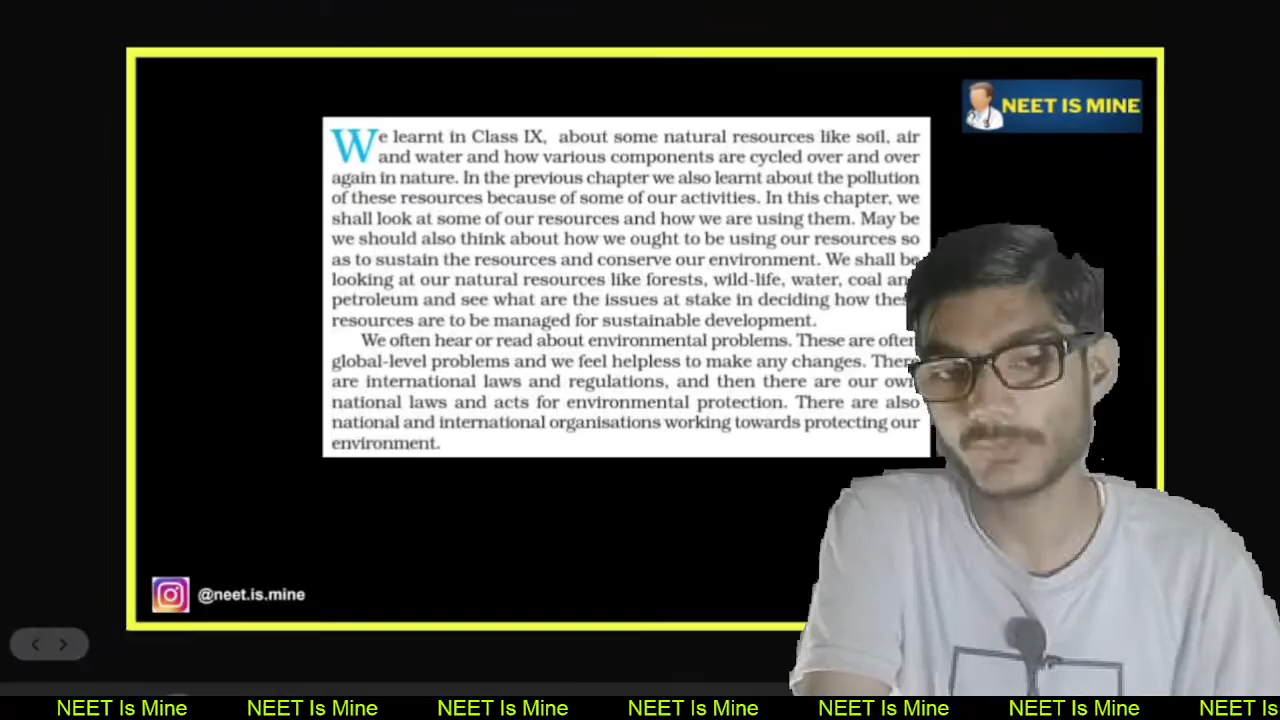 NEET IS MINE
We learnt in Class IX, about some natural resources like soil, air
and water and how various components are cycled over and over
again in nature. In the previous chapter we also learnt about the pollution
of these resources because of some of our activities. In this chapter, we
shall look at some of our resources and how we are using them. May be
we should also think about how we ought to be using our resources so
as to sustain the resources and conserve our environment. We shall be
looking at our natural resources like forests, wild-life, water, coal an
petroleum and see what are the issues at stake in deciding how thes
resources are to be managed for sustainable development.
We often hear or read about environmental problems. These are often
global-level problems and we feel helpless to make any changes. There
are international laws and regulations, and then there are our own
national laws and acts for environmental protection. There are also
national and international organisations working towards protecting our
environment.
@neet.is.mine
NEET Is Mine NEET Is Mine NEET Is Mine NEET Is Mine NEET Is Mine NEET Is Mine NEET Is